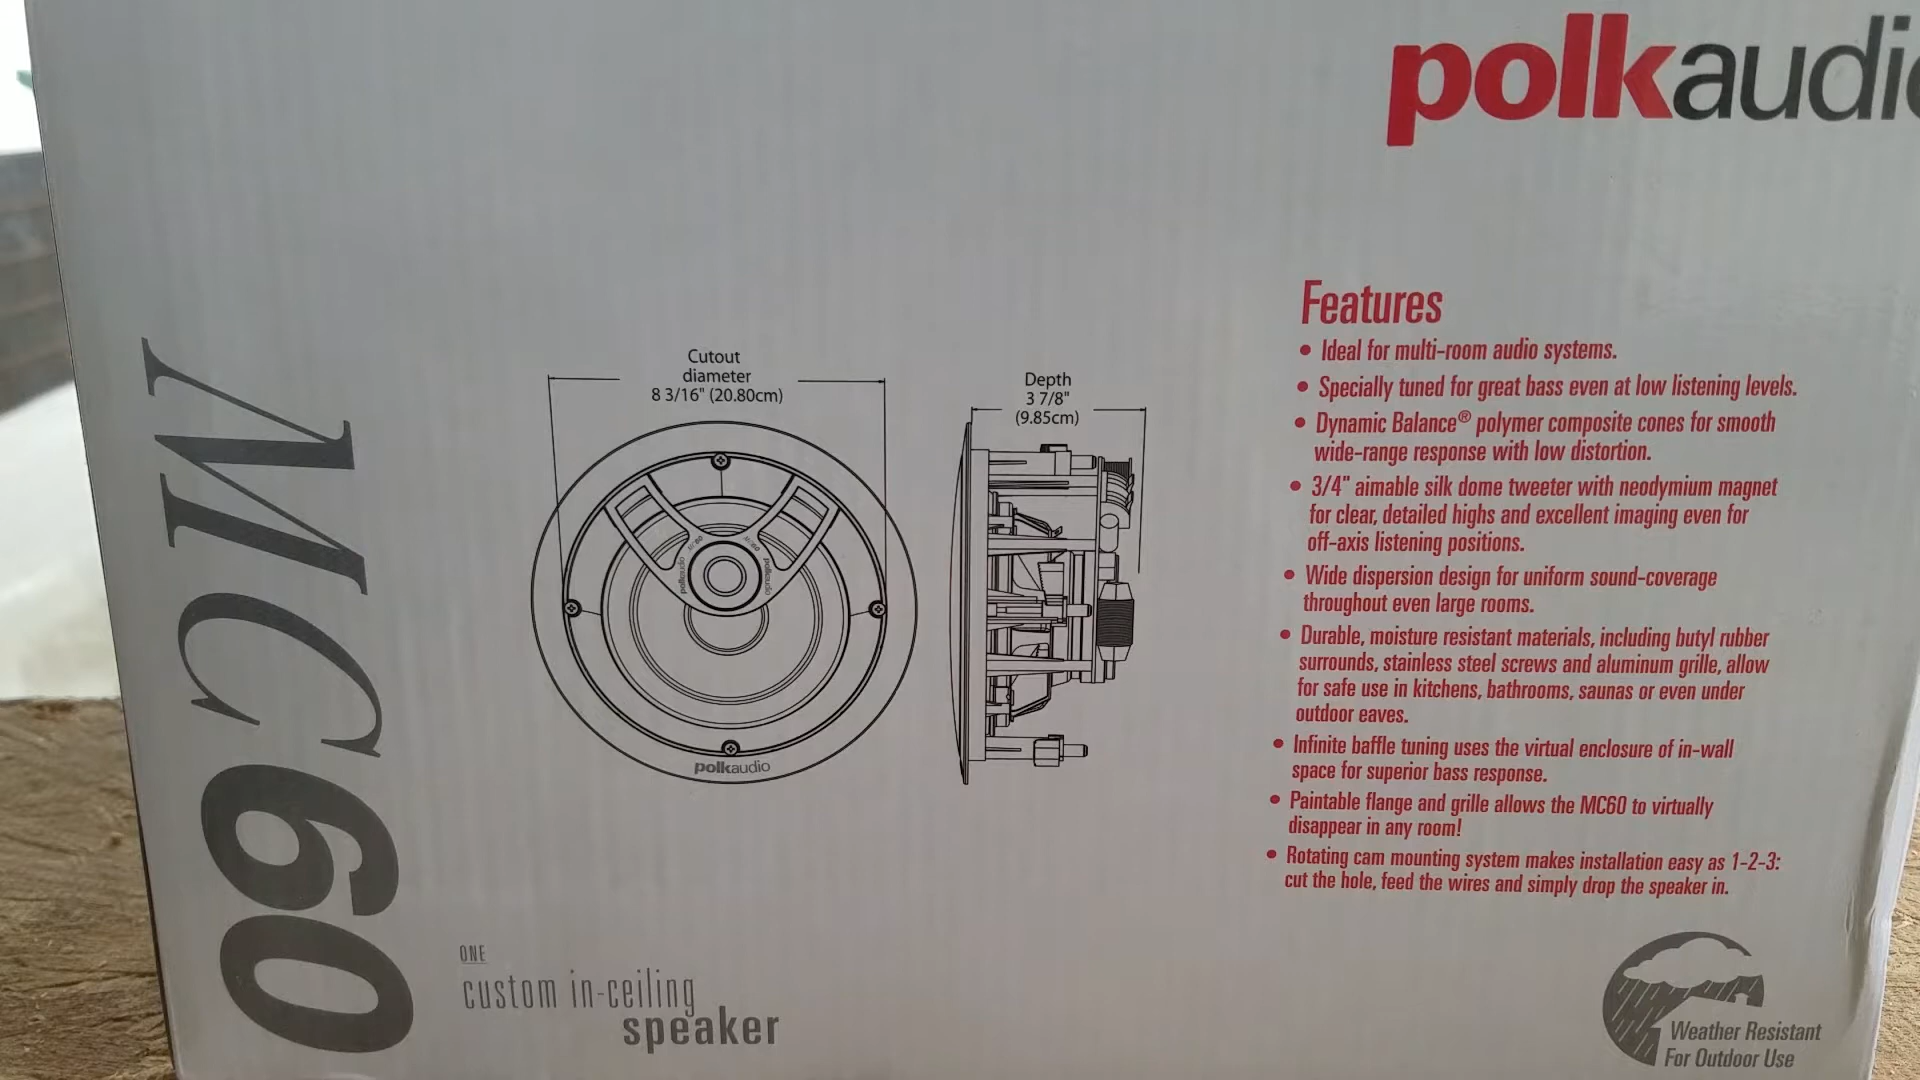 polkaudio
MC60
Cutout
diameter
8 3/16" (20.80cm)
Depth
3 7/8"
(9.85cm)
MC60
MC60
polkaudio
polkaudio
polkaudio
Features
• Ideal for multi-room audio systems.
• Specially tuned for great bass even at low listening levels.
• Dynamic Balance® polymer composite cones for smooth
wide-range response with low distortion.
• 3/4" aimable silk dome tweeter with neodymium magnet
for clear, detailed highs and excellent imaging even for
off-axis listening positions.
• Wide dispersion design for uniform sound-coverage
throughout even large rooms.
• Durable, moisture resistant materials, including butyl rubber
surrounds, stainless steel screws and aluminum grille, allow
for safe use in kitchens, bathrooms, saunas or even under
outdoor eaves.
• Infinite baffle tuning uses the virtual enclosure of in-wall
space for superior bass response.
• Paintable flange and grille allows the MC60 to virtually
disappear in any room!
• Rotating cam mounting system makes installation easy as 1-2-3:
cut the hole, feed the wires and simply drop the speaker in.
ONE
custom in-ceiling
speaker
Weather Resistant
For Outdoor Use